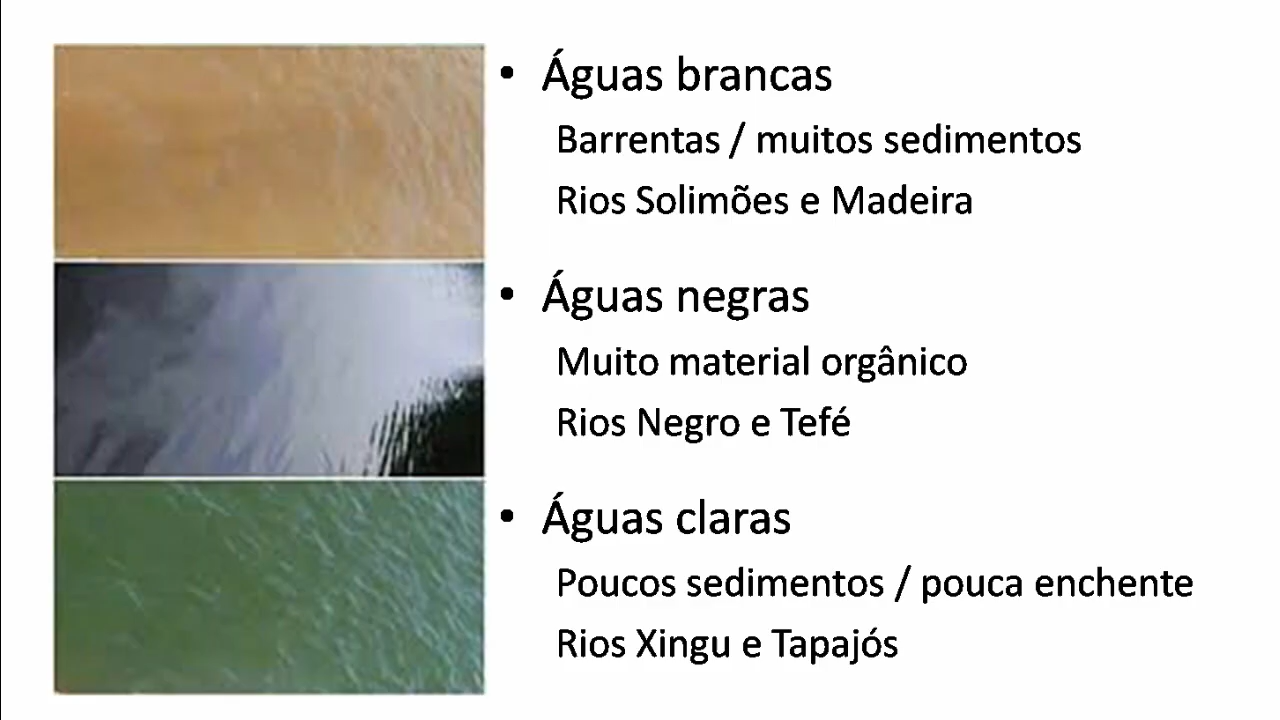 • Águas brancas
Barrentas / muitos sedimentos
Rios Solimões e Madeira
• Águas negras
Muito material orgânico
Rios Negro e Tefé
• Águas claras
Poucos sedimentos / pouca enchente
Rios Xingu e Tapajós